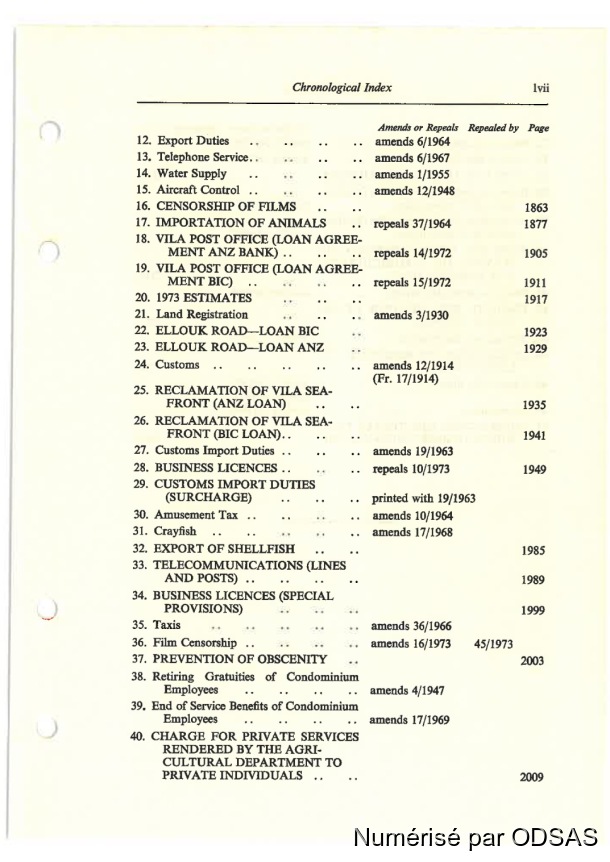 Chronological Index lvii
Amends or Repeals Repealed by Page
12. Export Duties .. .. .. .. amends 6/1964
13. Telephone Service.. .. .. .. amends 6/1967
14. Water Supply .. .. .. .. amends 1/1955
15. Aircraft Control .. .. .. .. amends 12/1948
16. CENSORSHIP OF FILMS .. .. 1863
17. IMPORTATION OF ANIMALS .. repeals 37/1964 1877
18. VILA POST OFFICE (LOAN AGREE-
MENT ANZ BANK) .. .. .. repeals 14/1972 1905
19. VILA POST OFFICE (LOAN AGREE-
MENT BIC) .. .. .. .. repeals 15/1972 1911
20. 1973 ESTIMATES .. .. .. 1917
21. Land Registration .. .. .. amends 3/1930
22. ELLOUK ROAD—LOAN BIC .. 1923
23. ELLOUK ROAD—LOAN ANZ .. 1929
24. Customs .. .. .. .. .. amends 12/1914
(Fr. 17/1914)
25. RECLAMATION OF VILA SEA-
FRONT (ANZ LOAN) .. .. 1935
26. RECLAMATION OF VILA SEA-
FRONT (BIC LOAN).. .. .. 1941
27. Customs Import Duties .. .. .. amends 19/1963
28. BUSINESS LICENCES .. .. .. repeals 10/1973 1949
29. CUSTOMS IMPORT DUTIES
(SURCHARGE) .. .. .. printed with 19/1963
30. Amusement Tax .. .. .. .. amends 10/1964
31. Crayfish .. .. .. .. .. amends 17/1968
32. EXPORT OF SHELLFISH .. .. 1985
33. TELECOMMUNICATIONS (LINES
AND POSTS) .. .. .. .. 1989
34. BUSINESS LICENCES (SPECIAL
PROVISIONS) .. .. .. 1999
35. Taxis .. .. .. .. .. amends 36/1966
36. Film Censorship .. .. .. .. amends 16/1973 45/1973
37. PREVENTION OF OBSCENITY .. 2003
38. Retiring Gratuities of Condominium
Employees .. .. .. .. amends 4/1947
39. End of Service Benefits of Condominium
Employees .. .. .. .. amends 17/1969
40. CHARGE FOR PRIVATE SERVICES
RENDERED BY THE AGRI-
CULTURAL DEPARTMENT TO
PRIVATE INDIVIDUALS .. .. 2009
Numérisé par ODSAS